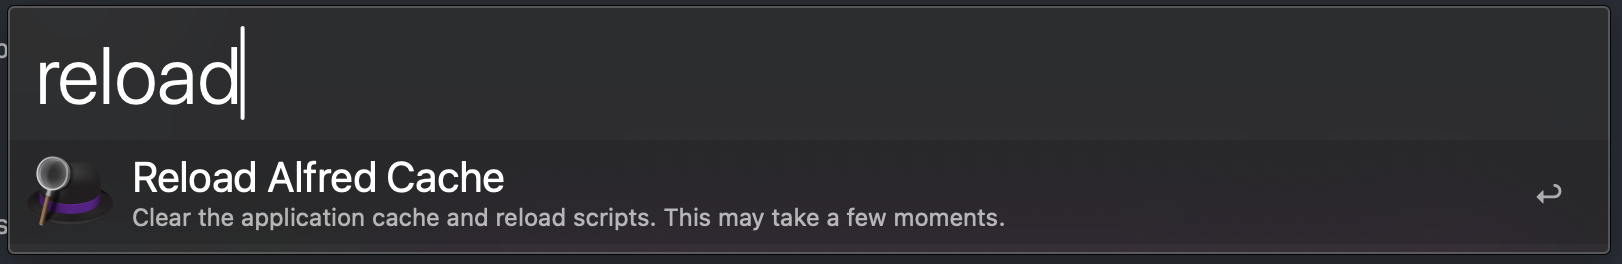 reload
Reload Alfred Cache
Clear the application cache and reload scripts. This may take a few moments.